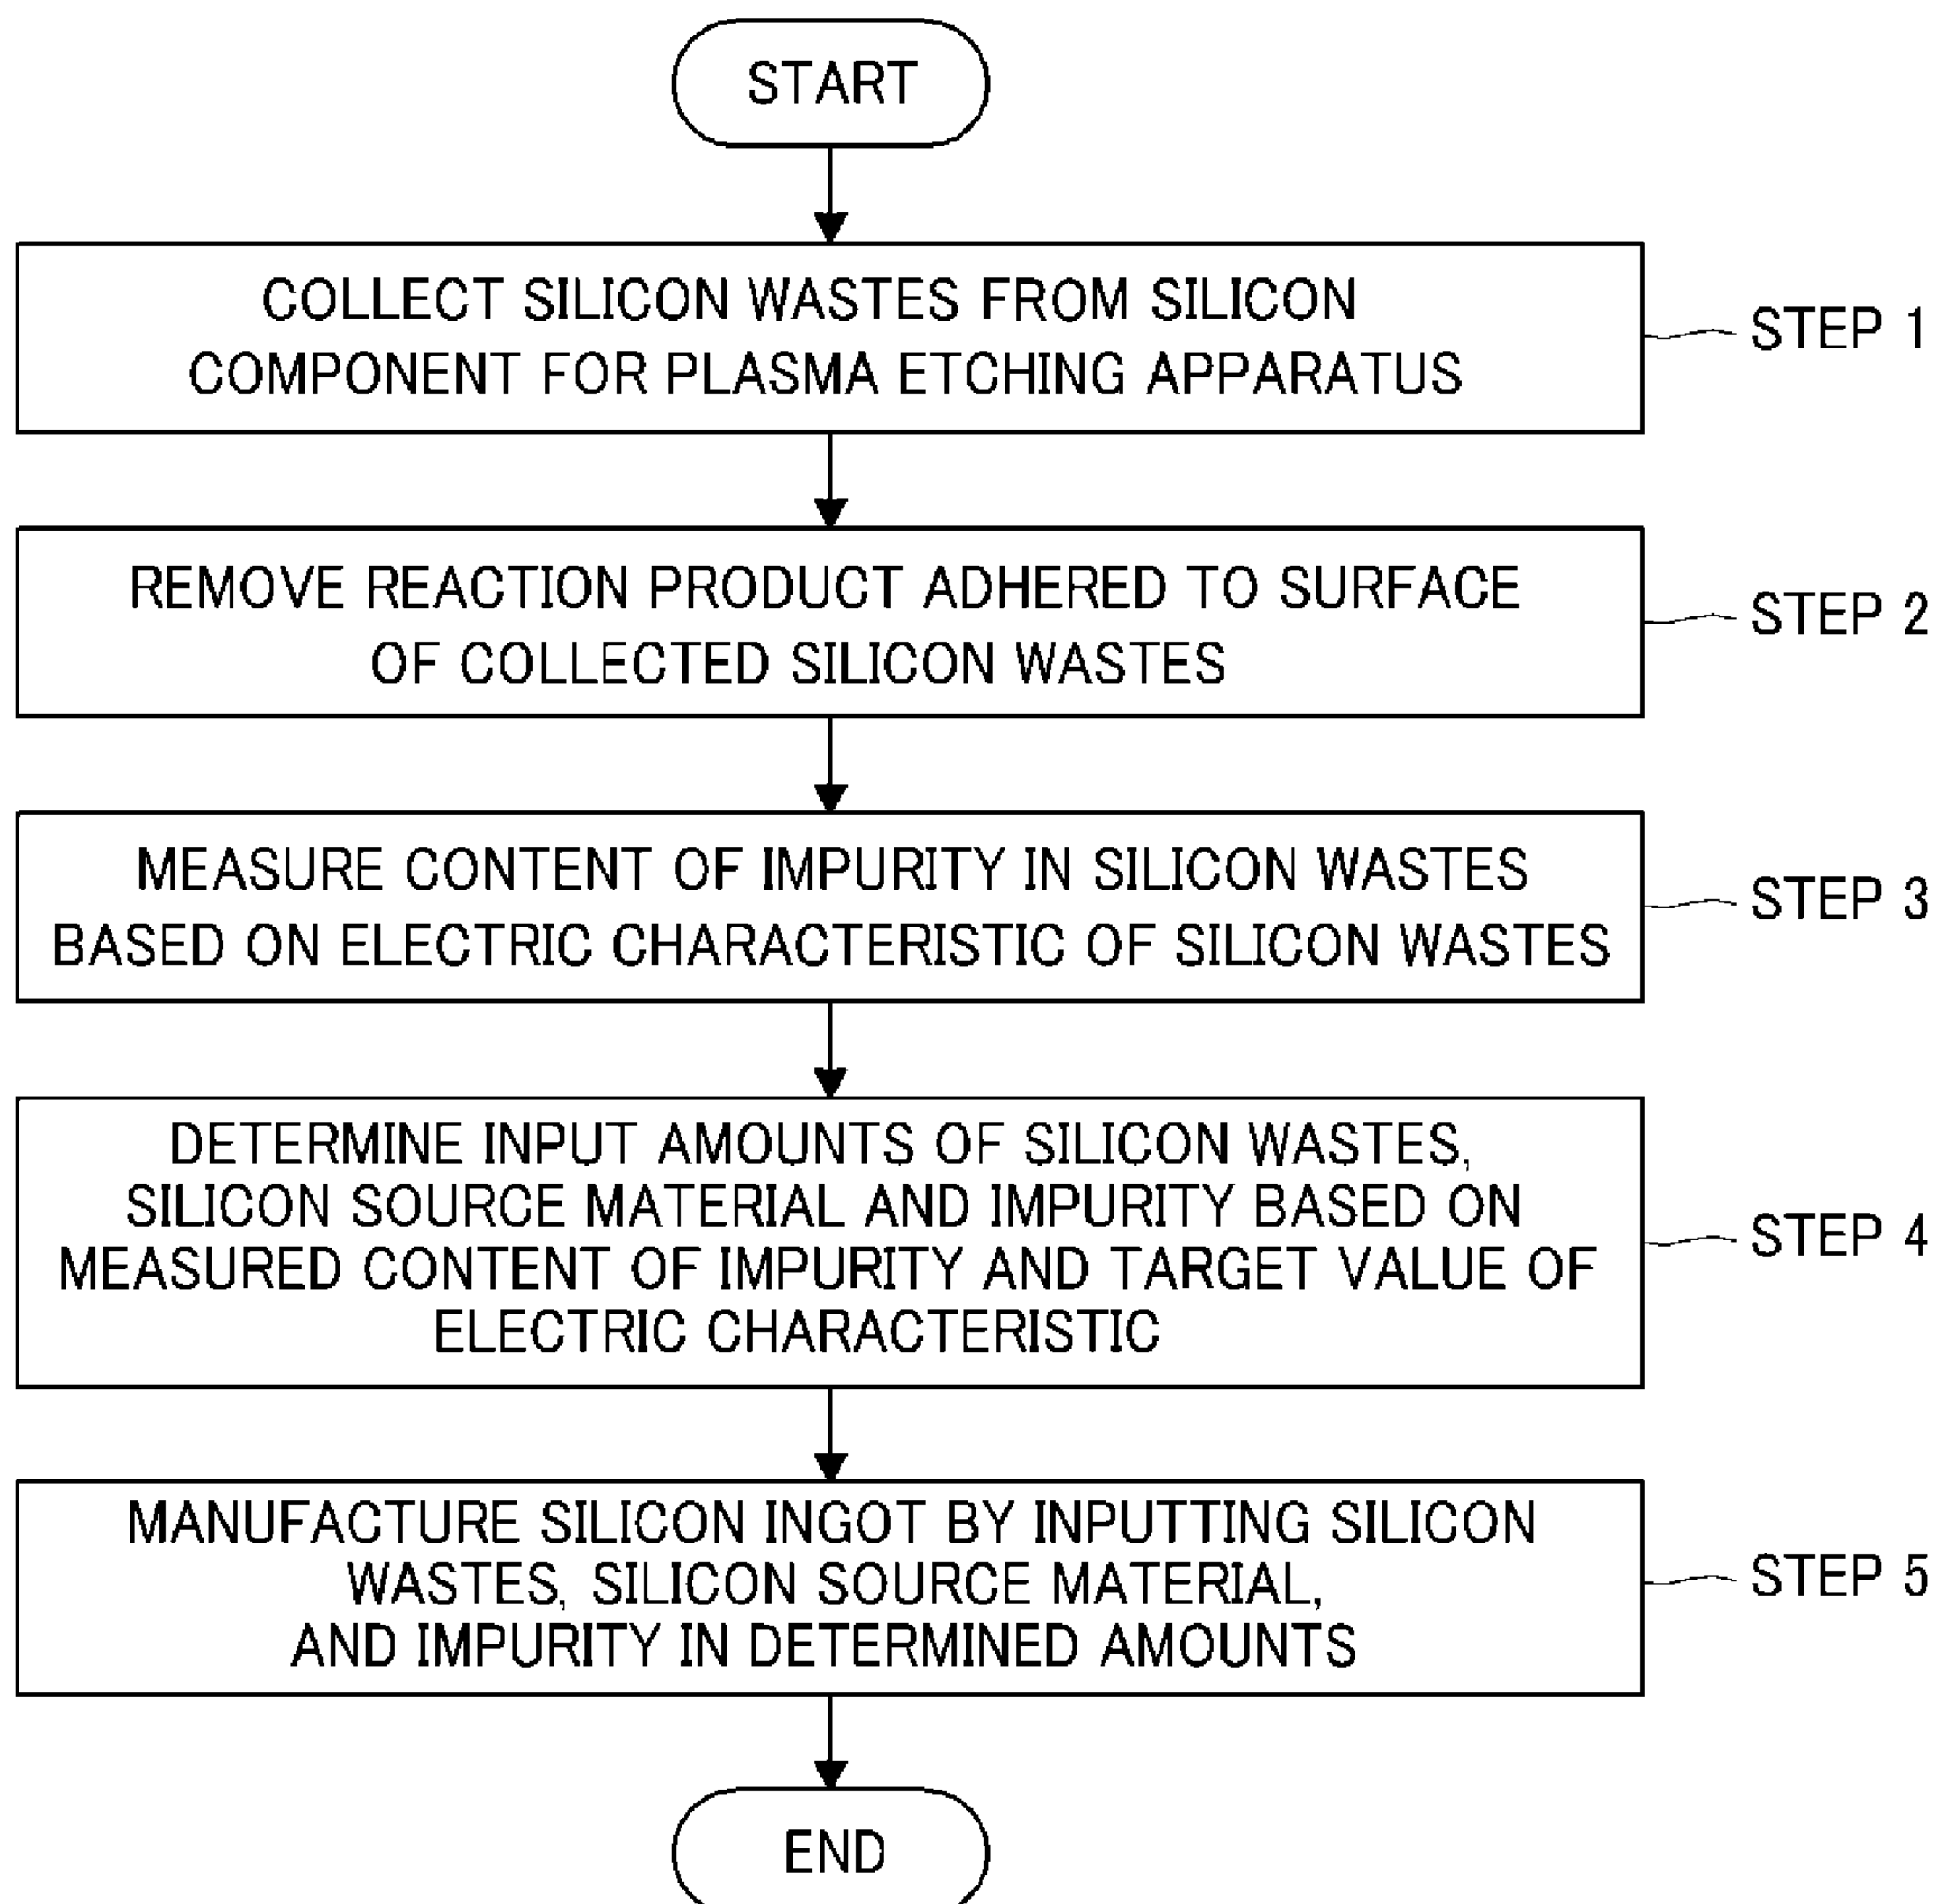 START
COLLECT SILICON WASTES FROM SILICON
COMPONENT FOR PLASMA ETCHING APPARATUS
STEP 1
REMOVE REACTION PRODUCT ADHERED TO SURFACE
OF COLLECTED SILICON WASTES
STEP 2
MEASURE CONTENT OF IMPURITY IN SILICON WASTES
BASED ON ELECTRIC CHARACTERISTIC OF SILICON WASTES
STEP 3
DETERMINE INPUT AMOUNTS OF SILICON WASTES,
SILICON SOURCE MATERIAL AND IMPURITY BASED ON
MEASURED CONTENT OF IMPURITY AND TARGET VALUE OF
ELECTRIC CHARACTERISTIC
STEP 4
MANUFACTURE SILICON INGOT BY INPUTTING SILICON
WASTES, SILICON SOURCE MATERIAL,
AND IMPURITY IN DETERMINED AMOUNTS
STEP 5
END